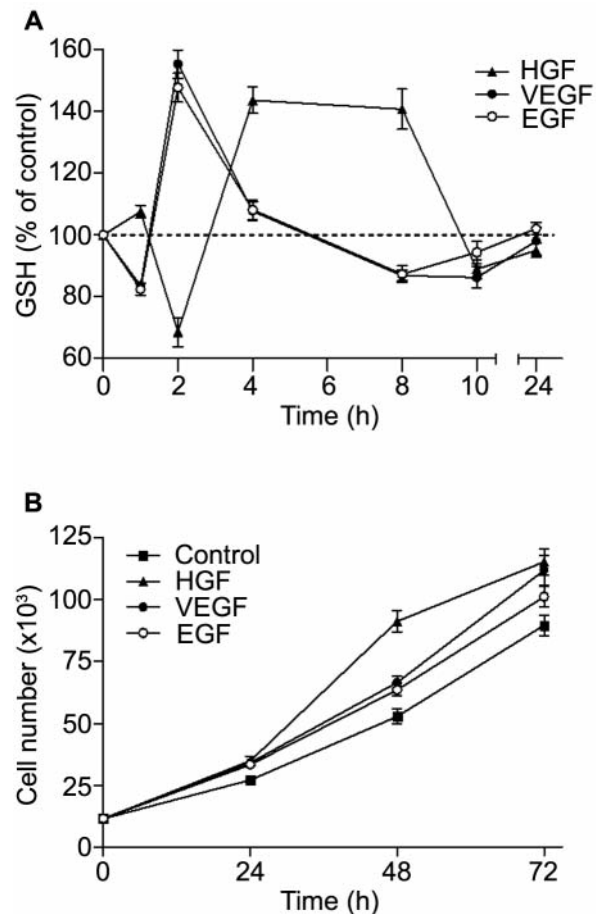 A
160
140
120
100
80
60
GSH (% of control)
HGF
VEGF
EGF
0 2 4 6 8 10 24
Time (h)
B
125
100
75
50
25
0
Cell number (x10³)
Control
HGF
VEGF
EGF
0 24 48 72
Time (h)